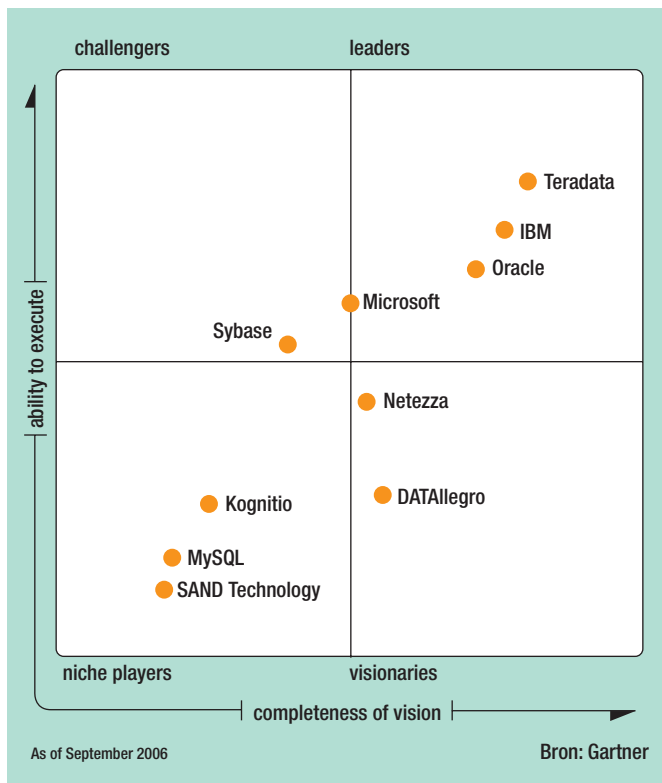 challengers
leaders
Teradata
IBM
Oracle
Microsoft
Sybase
ability to execute
Netezza
DATAllegro
Kognitio
MySQL
SAND Technology
niche players
visionaries
completeness of vision
As of September 2006
Bron: Gartner